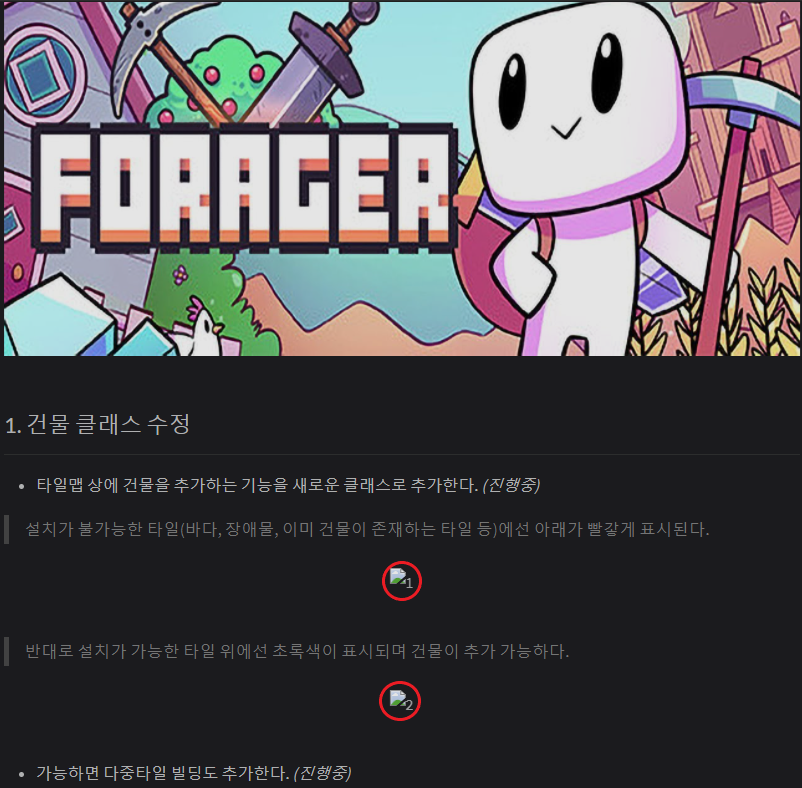 FORAGER
1. 건물 클래스 수정
• 타일맵 상에 건물을 추가하는 기능을 새로운 클래스로 추가한다. (진행중)
설치가 불가능한 타일(바다, 장애물, 이미 건물이 존재하는 타일 등)에선 아래가 빨갛게 표시된다.
1
반대로 설치가 가능한 타일 위에선 초록색이 표시되며 건물이 추가 가능하다.
2
• 가능하면 다중타일 빌딩도 추가한다. (진행중)